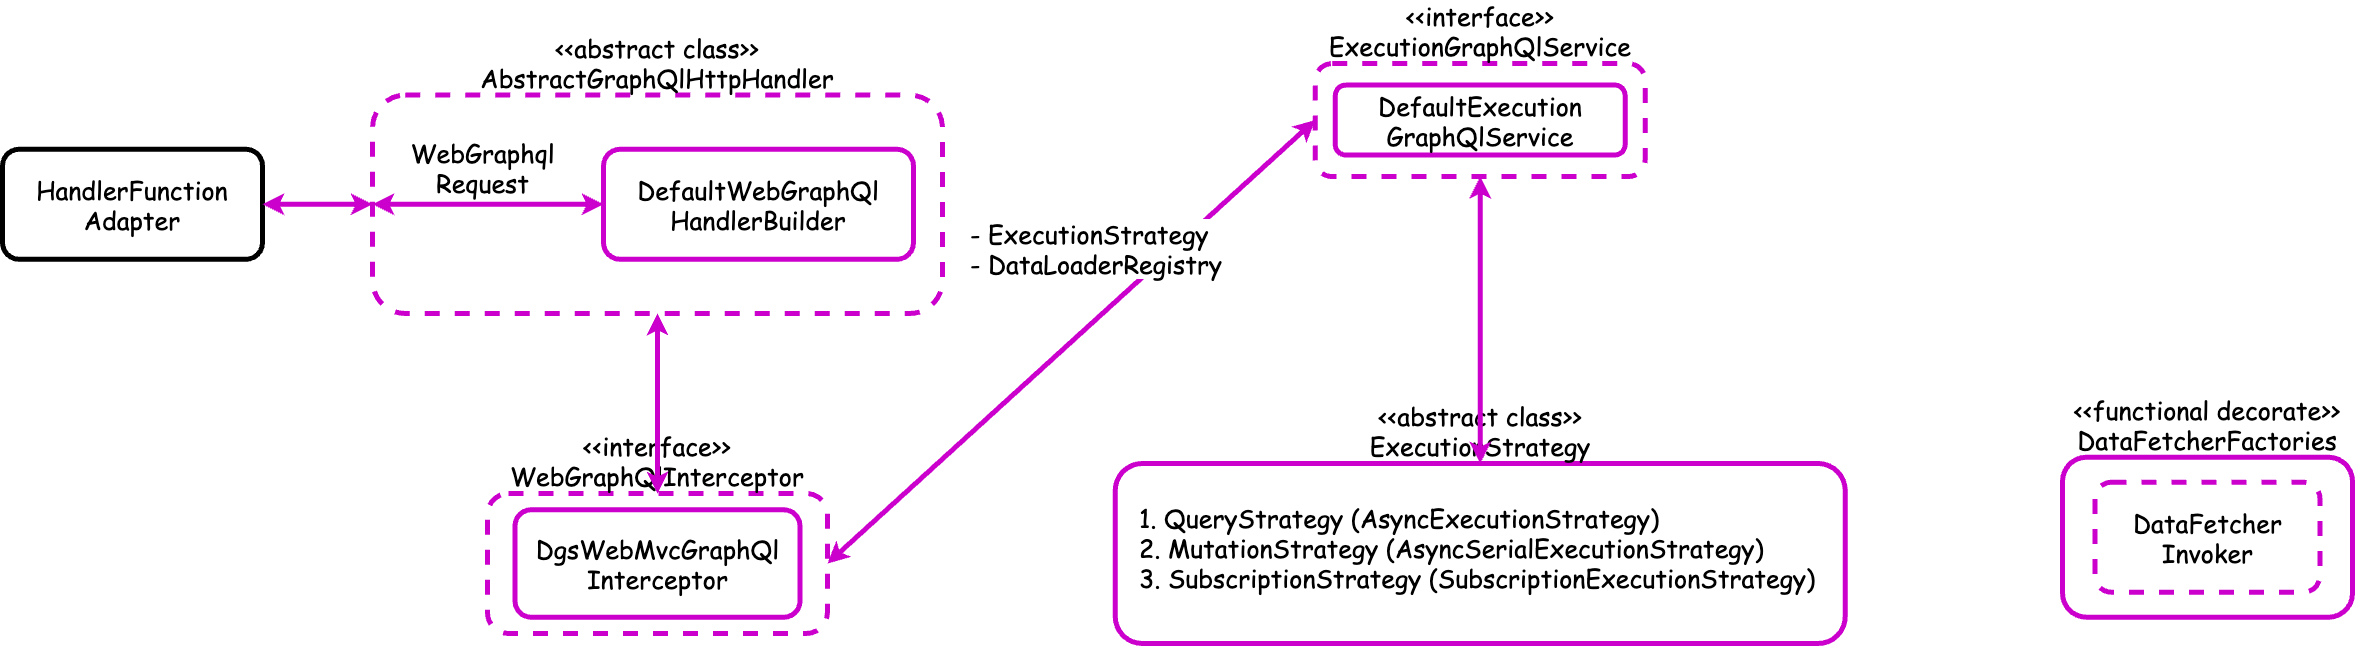 <<abstract class>>
AbstractGraphQlHttpHandler
HandlerFunction
Adapter
WebGraphql
Request
DefaultWebGraphQl
HandlerBuilder
<<interface>>
WebGraphQlInterceptor
DgsWebMvcGraphQl
Interceptor
- ExecutionStrategy
- DataLoaderRegistry
<<interface>>
ExecutionGraphQlService
DefaultExecution
GraphQlService
<<abstract class>>
ExecutionStrategy
1. QueryStrategy (AsyncExecutionStrategy)
2. MutationStrategy (AsyncSerialExecutionStrategy)
3. SubscriptionStrategy (SubscriptionExecutionStrategy)
<<functional decorate>>
DataFetcherFactories
DataFetcher
Invoker